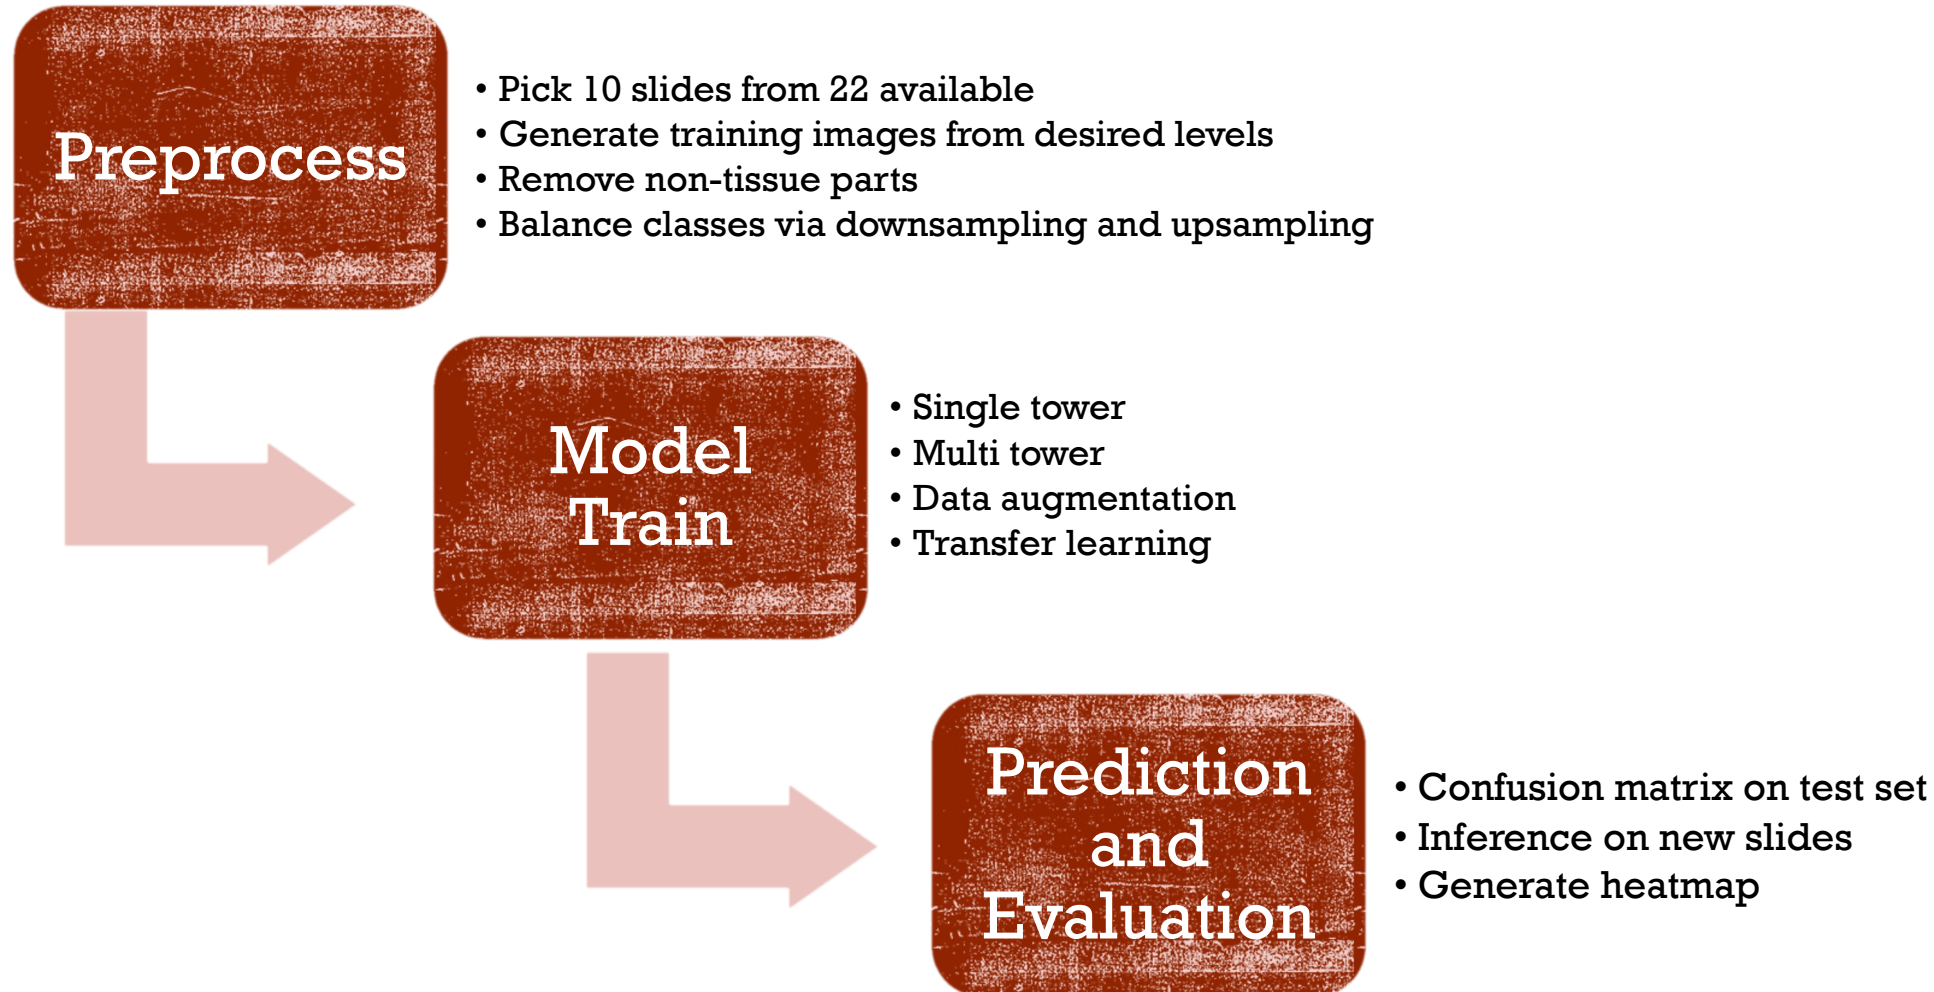 Preprocess
• Pick 10 slides from 22 available
• Generate training images from desired levels
• Remove non-tissue parts
• Balance classes via downsampling and upsampling
Model
Train
• Single tower
• Multi tower
• Data augmentation
• Transfer learning
Prediction
and
Evaluation
• Confusion matrix on test set
• Inference on new slides
• Generate heatmap